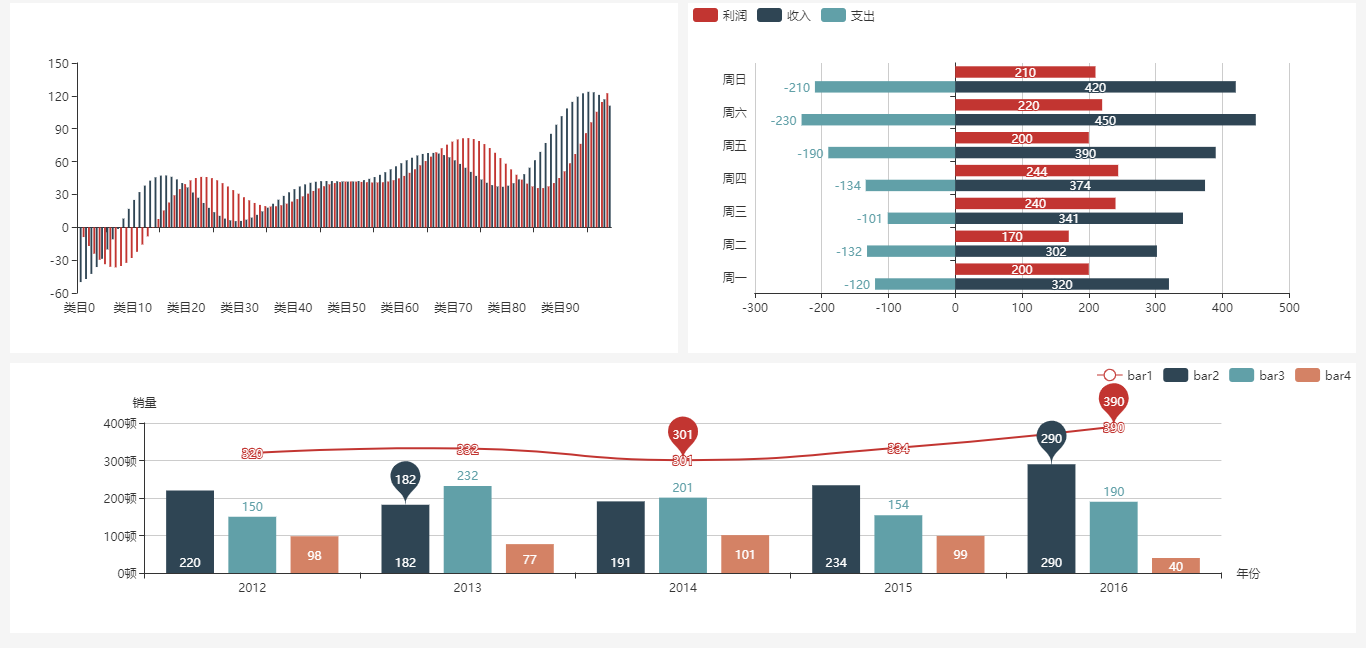 150
120
90
60
30
0
-30
-60
类目0 类目10 类目20 类目30 类目40 类目50 类目60 类目70 类目80 类目90
利润 收入 支出
周日 -210 210 420
周六 -230 220 450
周五 -190 200 390
周四 -134 244 374
周三 -101 240 341
周二 -132 170 302
周一 -120 200 320
-300 -200 -100 0 100 200 300 400 500
bar1 bar2 bar3 bar4
销量
400顿
300顿
200顿
100顿
0顿
320 332 301 334 390
301 390
182 290
220 150 98
182 232 77
191 201 101
234 154 99
290 190 40
2012 2013 2014 2015 2016
年份